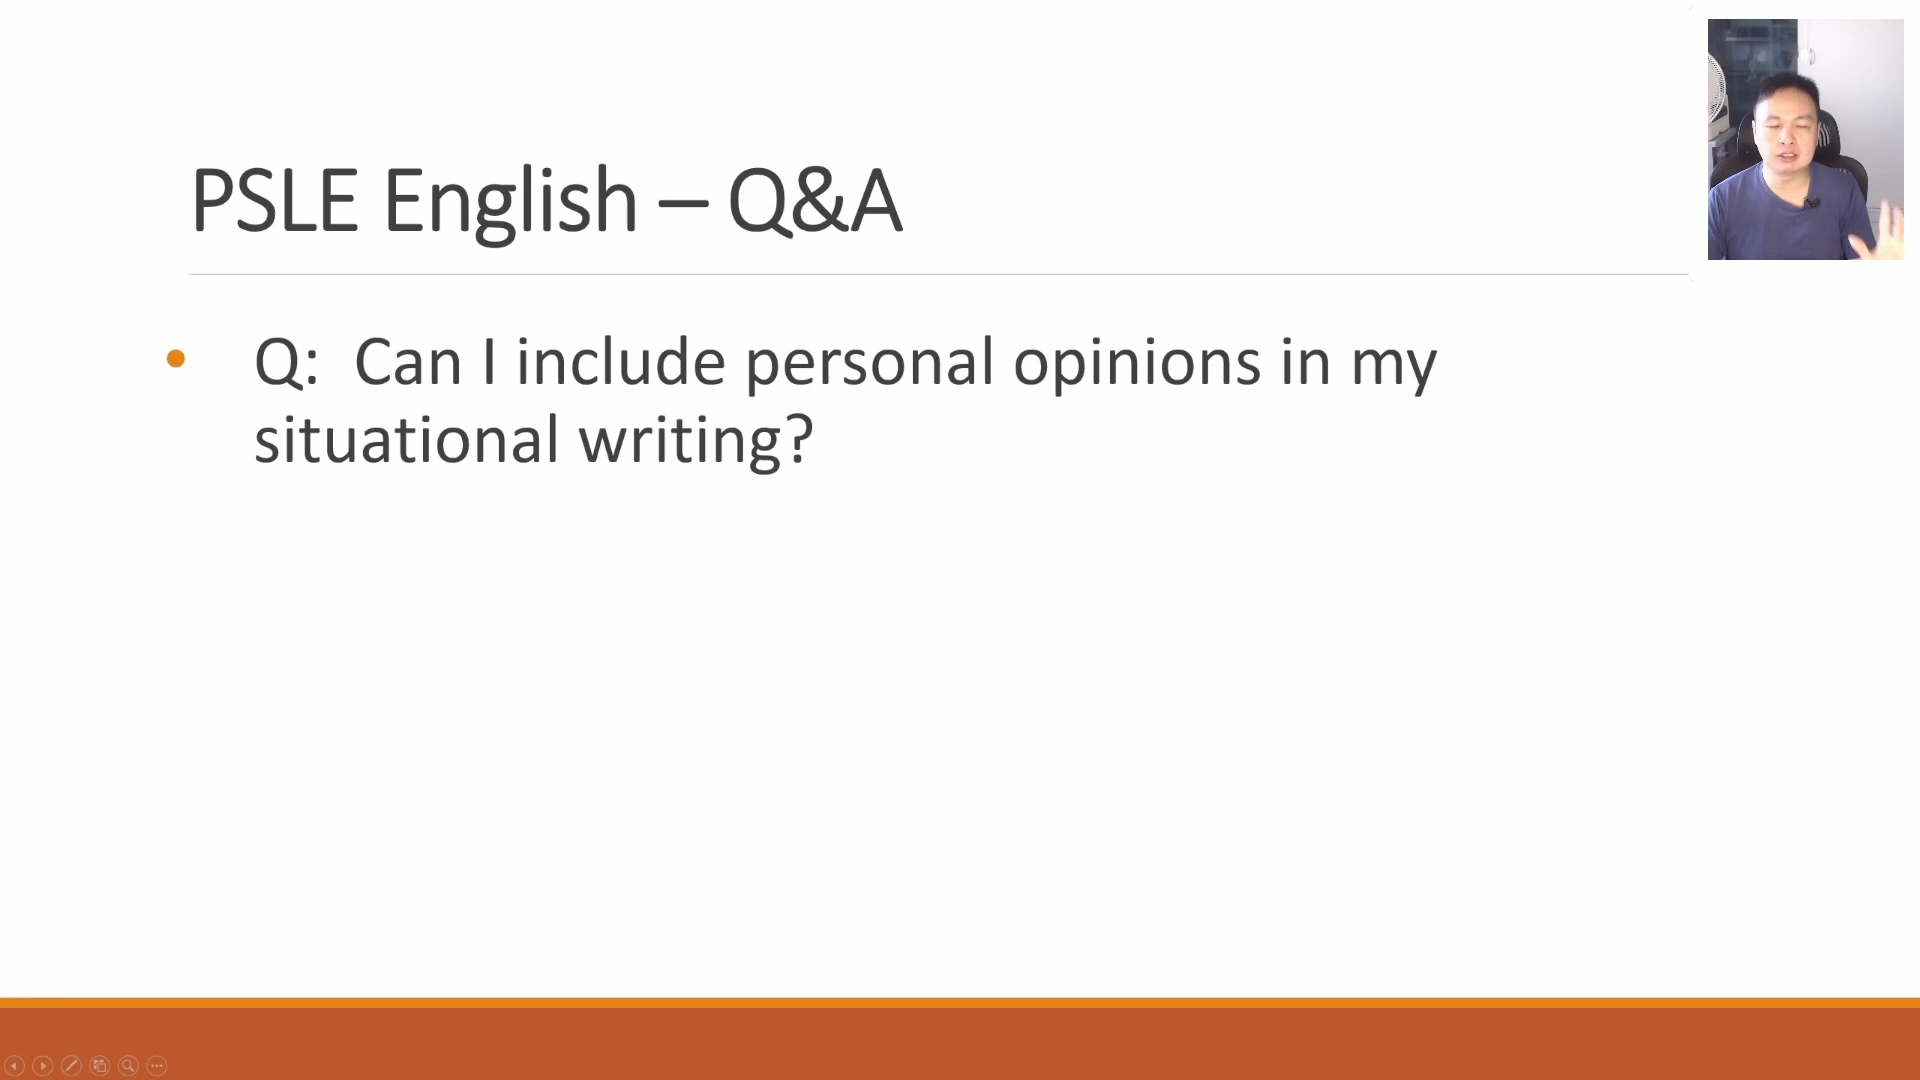 PSLE English – Q&A
• Q: Can I include personal opinions in my
situational writing?